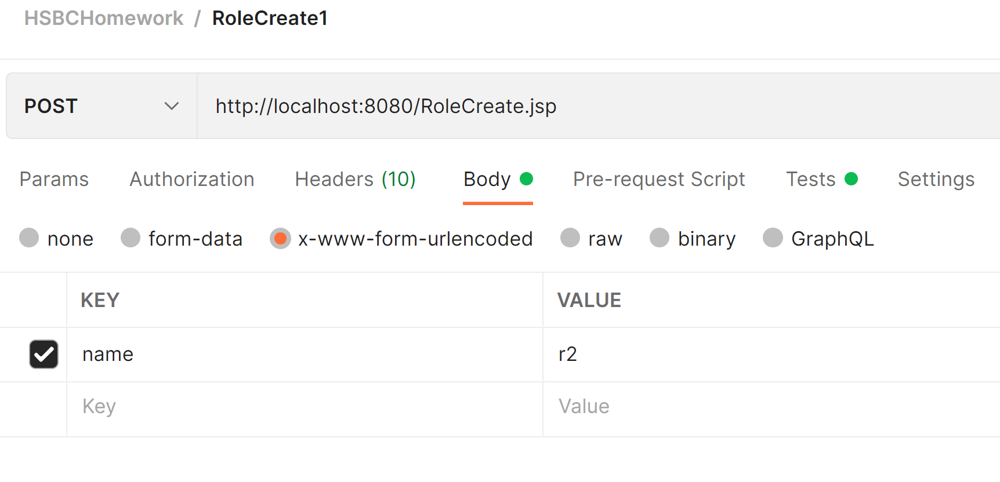 HSBCHomework / RoleCreate1
POST http://localhost:8080/RoleCreate.jsp
Params Authorization Headers (10) Body Pre-request Script Tests Settings
none form-data x-www-form-urlencoded raw binary GraphQL
KEY VALUE
name r2
Key Value